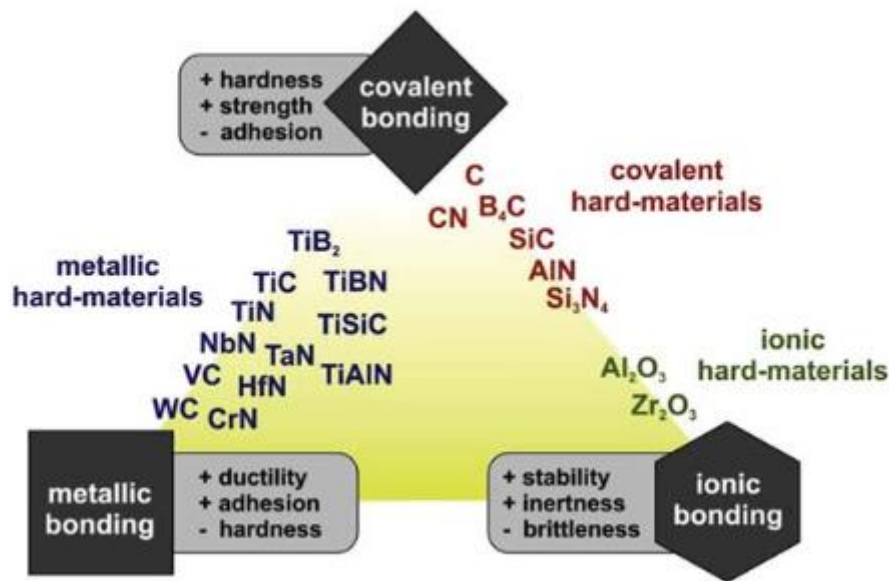 + hardness
+ strength
- adhesion
covalent
bonding
C
CN
B₄C
SiC
AlN
Si₃N₄
covalent
hard-materials
metallic
hard-materials
TiB₂
TiC
TiBN
TiN
TiSiC
NbN
TaN
VC
HfN
TiAlN
WC
CrN
ionic
hard-materials
Al₂O₃
Zr₂O₃
metallic
bonding
+ ductility
+ adhesion
- hardness
+ stability
+ inertness
- brittleness
ionic
bonding